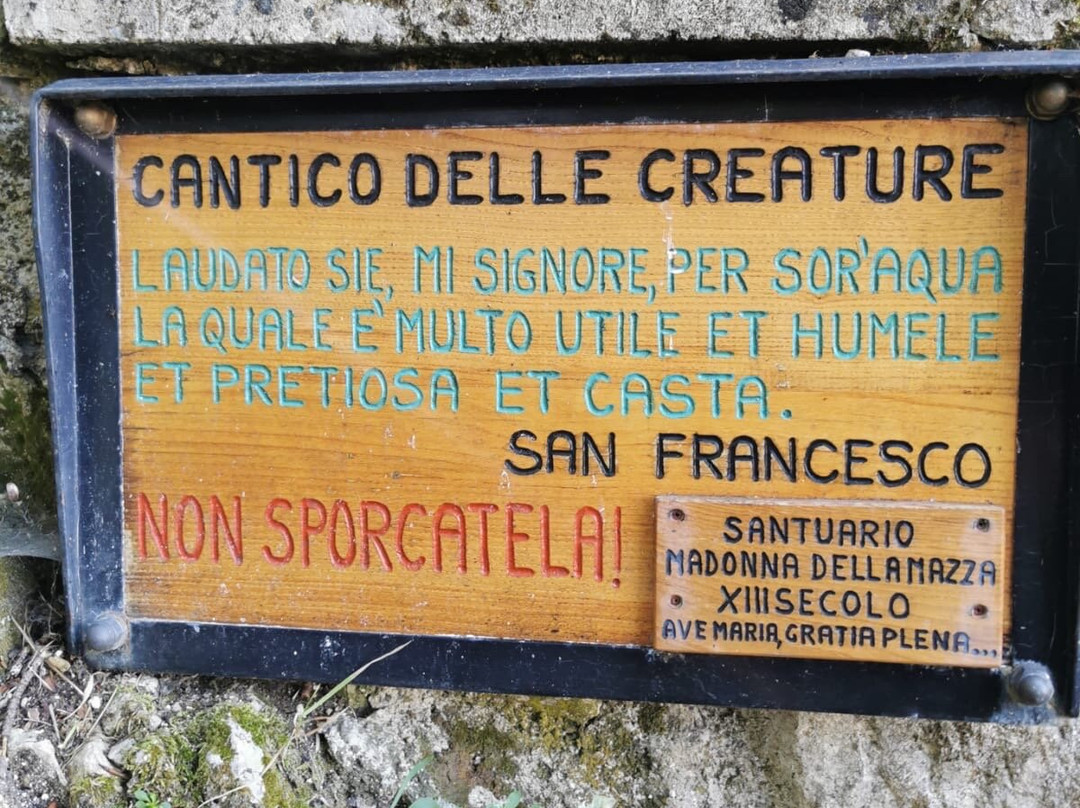 CANTICO DELLE CREATURE
LAUDATO SIE, MI SIGNORE, PER SOR'AQUA
LA QUALE E' MULTO UTILE ET HUMELE
ET PRETIOSA ET CASTA.
SAN FRANCESCO
NON SPORCATELA!
SANTUARIO
MADONNA DELLA MAZZA
XIII SECOLO
AVE MARIA, GRATIA PLENA...